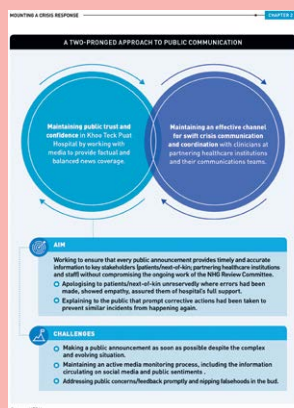 MOUNTING A CRISIS RESPONSE
CHAPTER 2
A TWO-PRONGED APPROACH TO PUBLIC COMMUNICATION
Maintaining public trust and
confidence in Khoo Teck Puat
Hospital by working with
media to provide factual and
balanced news coverage.
Maintaining an effective channel
for swift crisis communication
and coordination with clinicians at
partnering healthcare institutions
and their communications teams.
AIM
Working to ensure that every public announcement provides timely and accurate
information to key stakeholders (patients/next-of-kin; partnering healthcare institutions
and staff) without compromising the ongoing work of the NHG Review Committee.
Apologising to patients/next-of-kin unreservedly where errors had been
made, showed empathy, assured them of hospital's full support.
Explaining to the public that prompt corrective actions had been taken to
prevent similar incidents from happening again.
CHALLENGES
Making a public announcement as soon as possible despite the complex
and evolving situation.
Maintaining an active media monitoring process, including the information
circulating on social media and public sentiments .
Addressing public concerns/feedback promptly and nipping falsehoods in the bud.